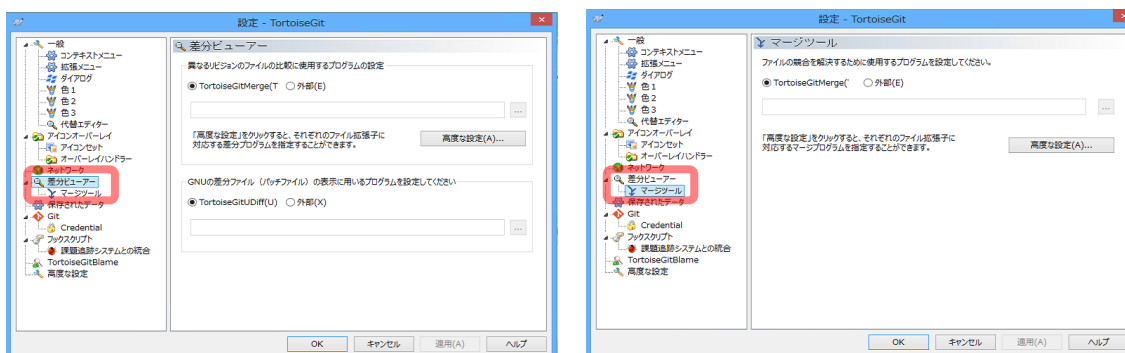 設定 - TortoiseGit
一般
コンテキストメニュー
拡張メニュー
ダイアログ
色 1
色 2
色 3
代替エディター
アイコンオーバーレイ
アイコンセット
オーバーレイハンドラー
ネットワーク
差分ビューアー
マージツール
保存されたデータ
Git
Credential
フックスクリプト
課題追跡システムとの統合
TortoiseGitBlame
高度な設定
差分ビューアー
異なるリビジョンのファイルの比較に使用するプログラムの設定
TortoiseGitMerge(T 外部(E)
...
「高度な設定」をクリックすると、それぞれのファイル拡張子に
対応する差分プログラムを指定することができます。
高度な設定(A)...
GNUの差分ファイル（パッチファイル）の表示に用いるプログラムを設定してください
TortoiseGitUDiff(U) 外部(X)
...
OK キャンセル 適用(A) ヘルプ
設定 - TortoiseGit
一般
コンテキストメニュー
拡張メニュー
ダイアログ
色 1
色 2
色 3
代替エディター
アイコンオーバーレイ
アイコンセット
オーバーレイハンドラー
ネットワーク
差分ビューアー
マージツール
保存されたデータ
Git
Credential
フックスクリプト
課題追跡システムとの統合
TortoiseGitBlame
高度な設定
マージツール
ファイルの競合を解決するために使用するプログラムを設定してください。
TortoiseGitMerge(' 外部(E)
...
「高度な設定」をクリックすると、それぞれのファイル拡張子に
対応するマージプログラムを指定することができます。
高度な設定(A)...
OK キャンセル 適用(A) ヘルプ